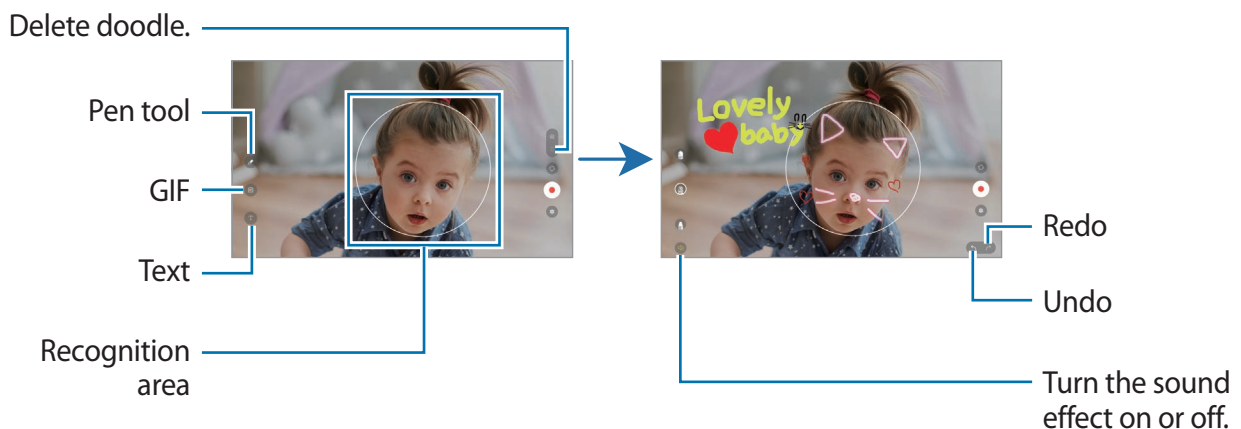 Delete doodle.
Pen tool
GIF
Text
Recognition
area
Lovely
baby
Redo
Undo
Turn the sound
effect on or off.